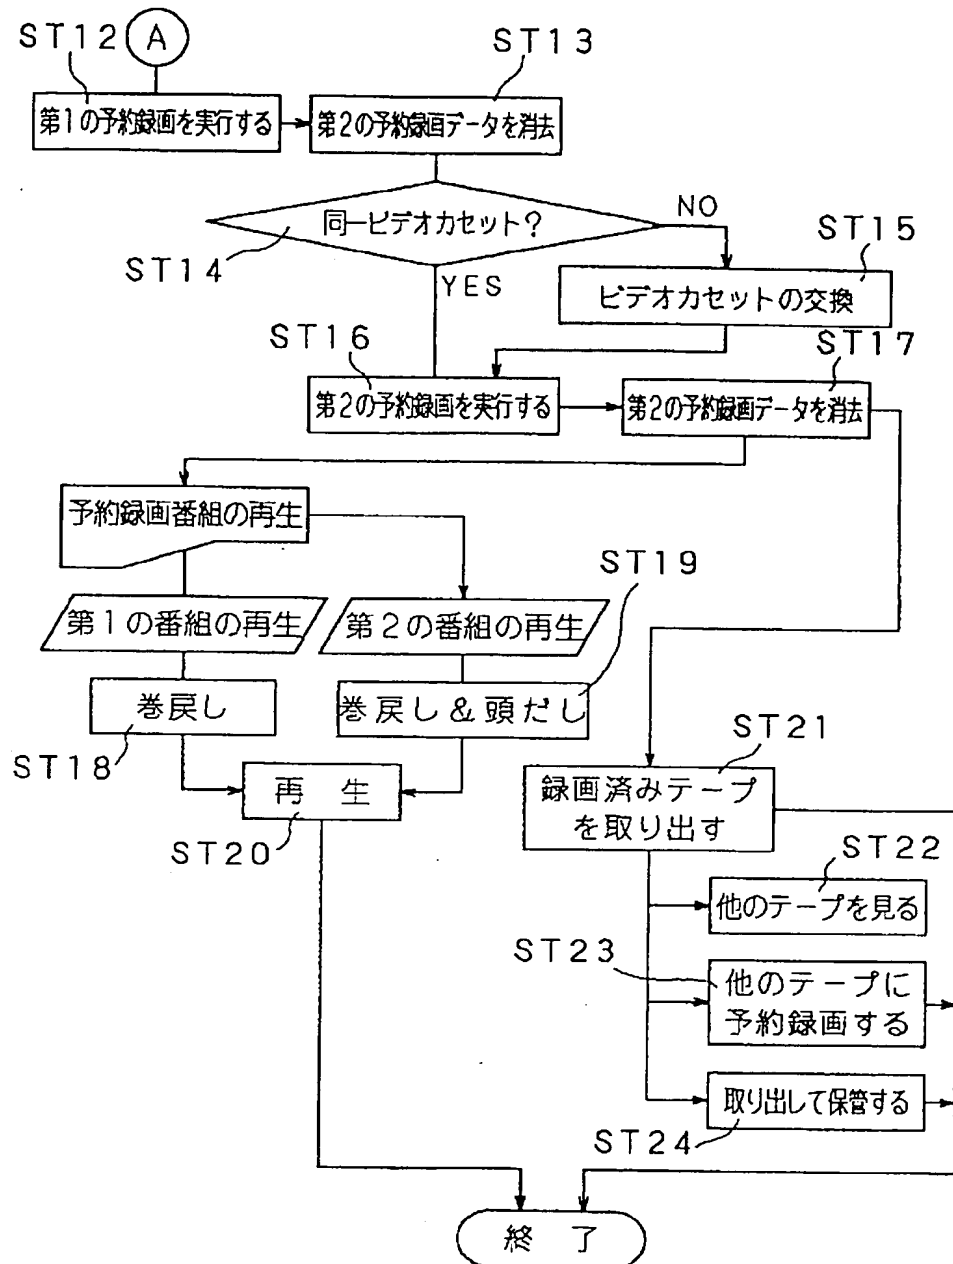 ST12
A
ST13
第1の予約録画を実行する
第2の予約録画データを消去
同一ビデオカセット?
NO
ST14
ST15
YES
ビデオカセットの交換
ST16
ST17
第2の予約録画を実行する
第2の予約録画データを消去
予約録画番組の再生
ST19
第1の番組の再生
第2の番組の再生
巻戻し
巻戻し&頭だし
ST18
ST21
再 生
録画済みテープ
を取り出す
ST20
ST22
他のテープを見る
ST23
他のテープに
予約録画する
取り出して保管する
ST24
終 了